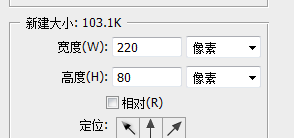 新建大小: 103.1K
宽度(W): 220 像素
高度(H): 80 像素
相对(R)
定位: